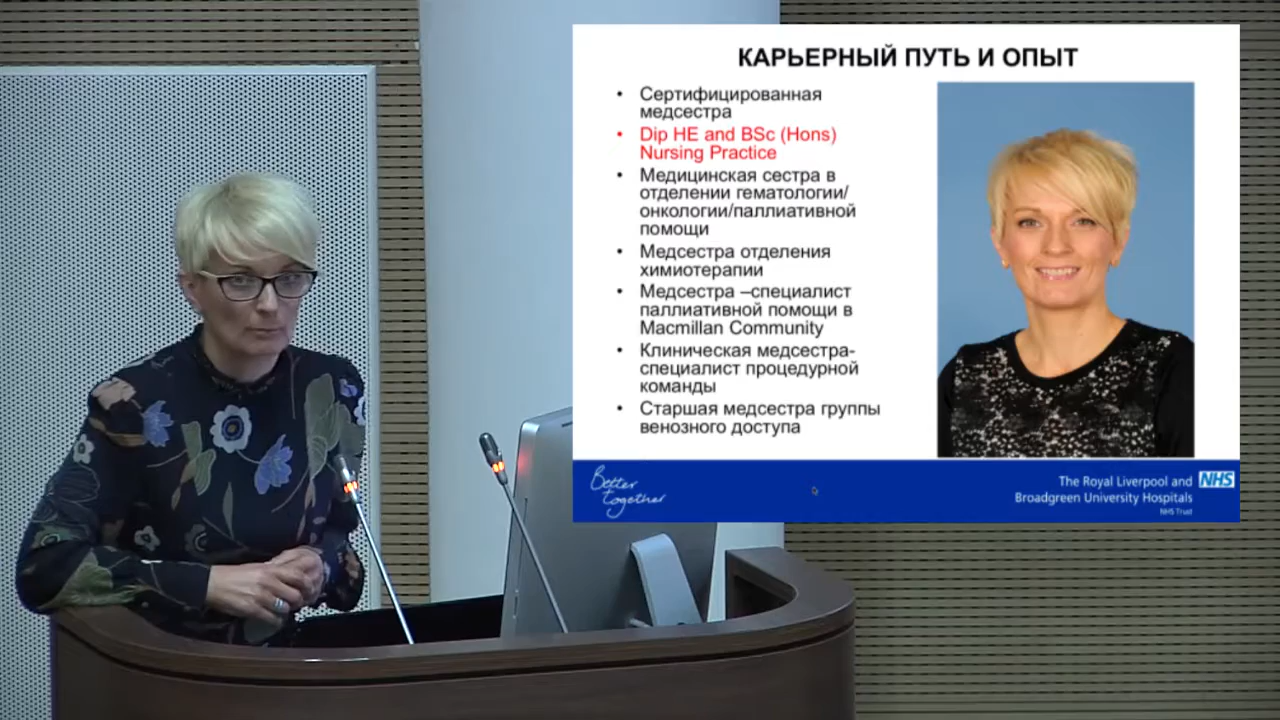 КАРЬЕРНЫЙ ПУТЬ И ОПЫТ
• Сертифицированная
медсестра
• Dip HE and BSc (Hons)
Nursing Practice
• Медицинская сестра в
отделении гематологии/
онкологии/паллиативной
помощи
• Медсестра отделения
химиотерапии
• Медсестра –специалист
паллиативной помощи в
Macmillan Community
• Клиническая медсестра-
специалист процедурной
команды
• Старшая медсестра группы
венозного доступа
Better
together
The Royal Liverpool and NHS
Broadgreen University Hospitals
NHS Trust